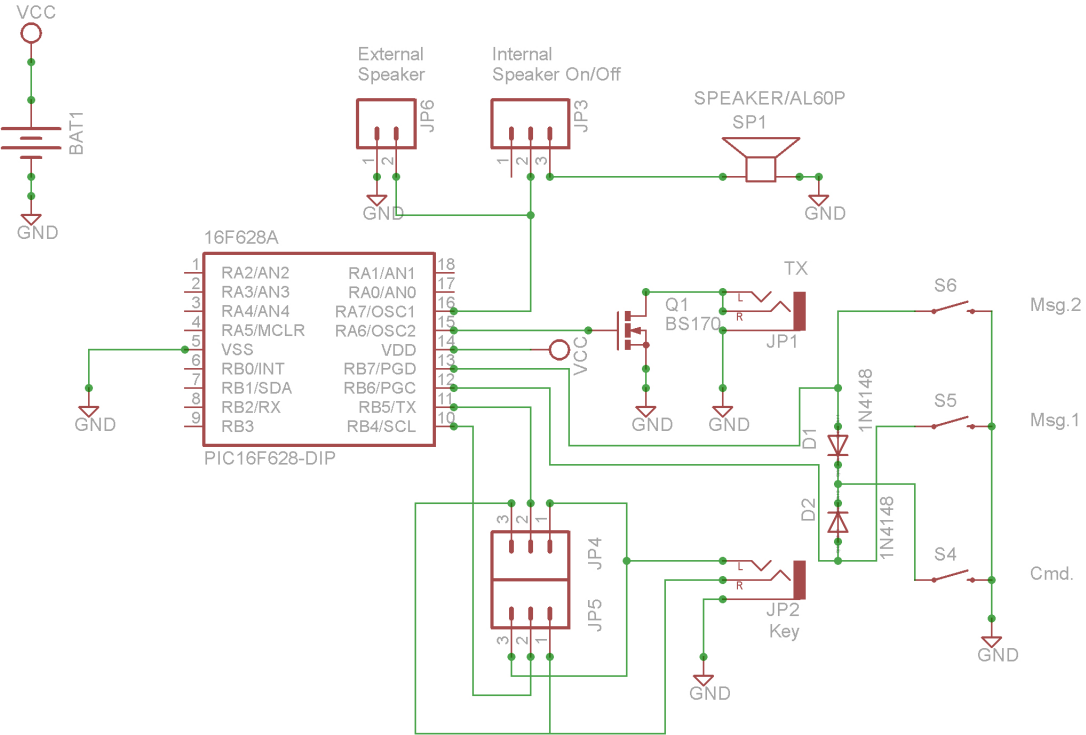 VCC
External
Speaker
Internal
Speaker On/Off
SPEAKER/AL60P
SP1
JP6
JP3
BAT1
1
2
1
2
3
GND
GND
GND
GND
16F628A
1
2
3
4
5
6
7
8
9
RA2/AN2
RA3/AN3
RA4/AN4
RA5/MCLR
VSS
RB0/INT
RB1/SDA
RB2/RX
RB3
RA1/AN1
RA0/AN0
RA7/OSC1
RA6/OSC2
VDD
RB7/PGD
RB6/PGC
RB5/TX
RB4/SCL
18
17
16
15
14
13
12
11
10
PIC16F628-DIP
VCC
Q1
BS170
TX
L
R
JP1
GND
GND
S6
Msg.2
S5
Msg.1
D1
1N4148
D2
1N4148
S4
Cmd.
GND
3
2
1
JP4
JP5
3
2
1
L
R
JP2
Key
GND